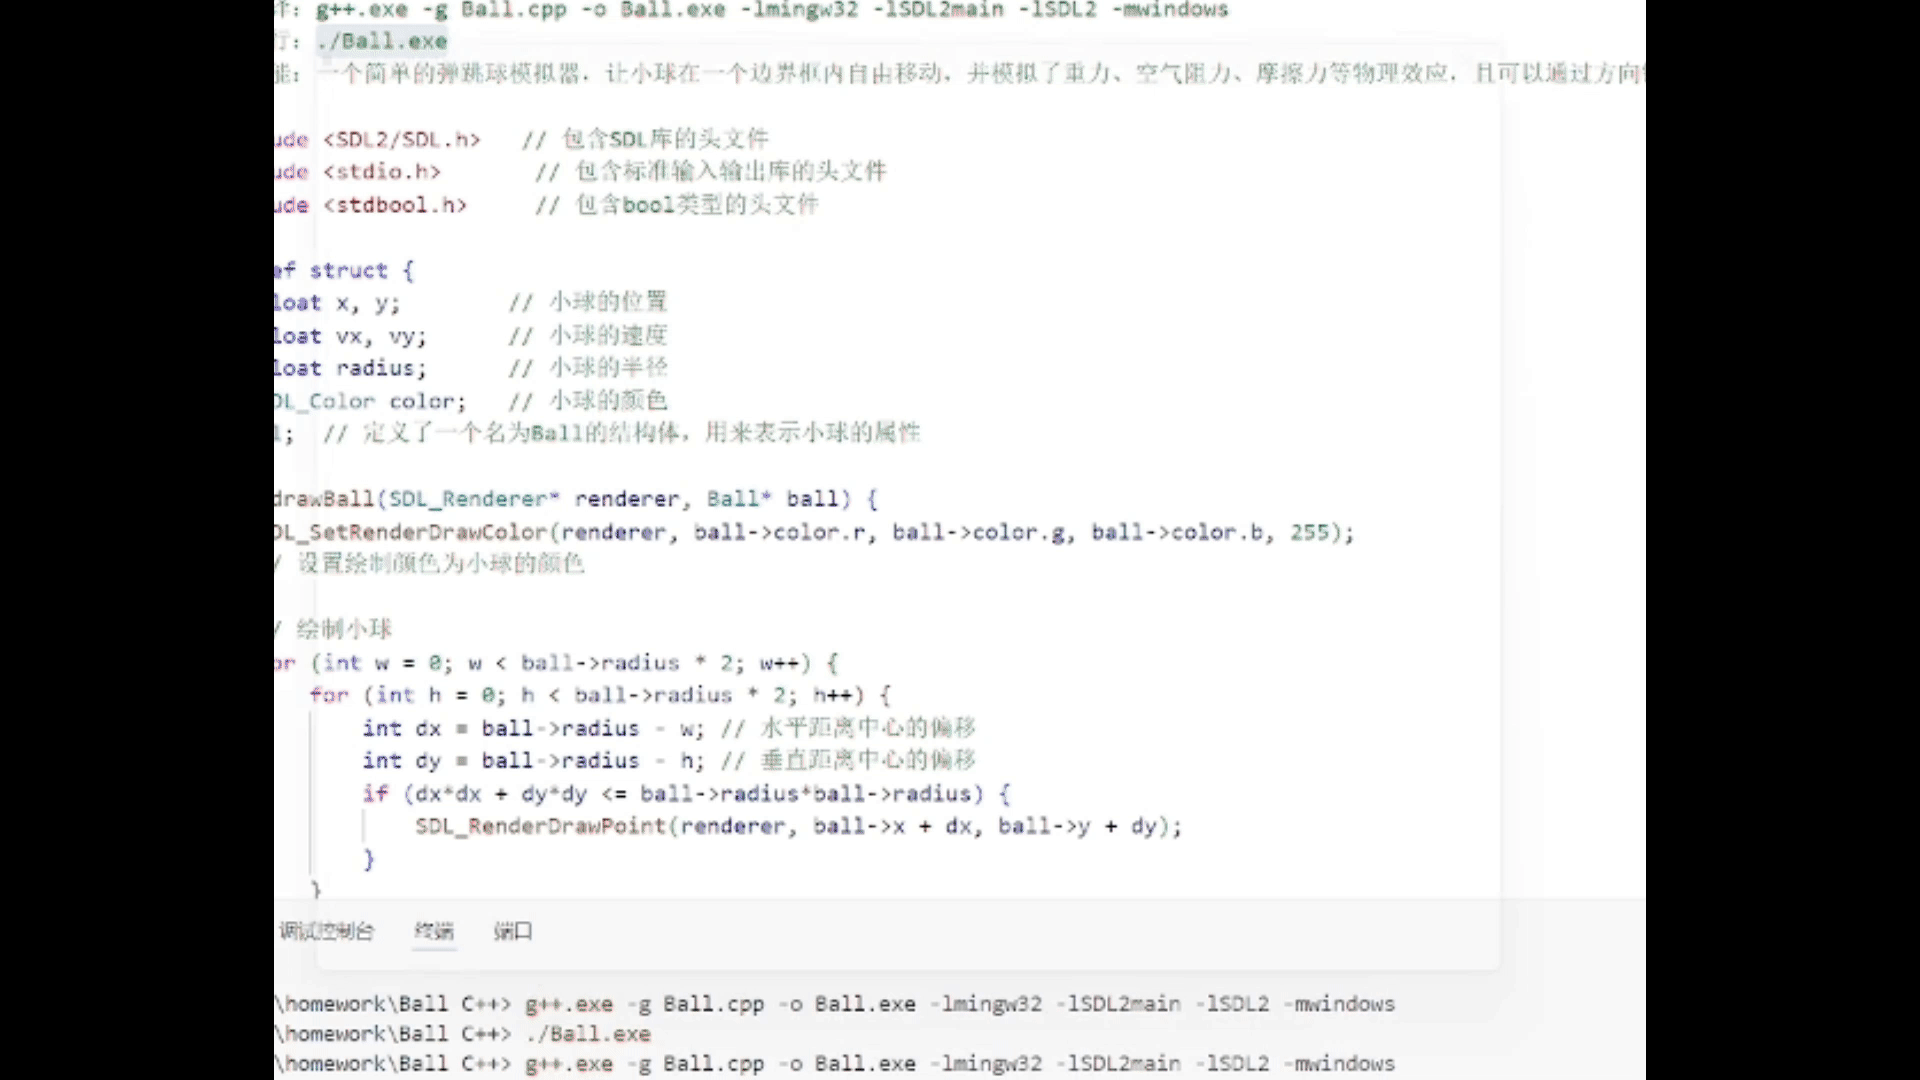 译: g++.exe -g Ball.cpp -o Ball.exe -lmingw32 -lSDL2main -lSDL2 -mwindows
行: ./Ball.exe
能: 一个简单的弹跳球模拟器，让小球在一个边界框内自由移动，并模拟了重力、空气阻力、摩擦力等物理效应，且可以通过方向
ude <SDL2/SDL.h> // 包含SDL库的头文件
ude <stdio.h> // 包含标准输入输出库的头文件
ude <stdbool.h> // 包含bool类型的头文件
ef struct {
loat x, y; // 小球的位置
loat vx, vy; // 小球的速度
loat radius; // 小球的半径
DL_Color color; // 小球的颜色
l; // 定义了一个名为Ball的结构体，用来表示小球的属性
drawBall(SDL_Renderer* renderer, Ball* ball) {
DL_SetRenderDrawColor(renderer, ball->color.r, ball->color.g, ball->color.b, 255);
/ 设置绘制颜色为小球的颜色
/ 绘制小球
or (int w = 0; w < ball->radius * 2; w++) {
for (int h = 0; h < ball->radius * 2; h++) {
int dx = ball->radius - w; // 水平距离中心的偏移
int dy = ball->radius - h; // 垂直距离中心的偏移
if (dx*dx + dy*dy <= ball->radius*ball->radius) {
SDL_RenderDrawPoint(renderer, ball->x + dx, ball->y + dy);
}
}
调试控制台 终端 端口
\homework\Ball C++> g++.exe -g Ball.cpp -o Ball.exe -lmingw32 -lSDL2main -lSDL2 -mwindows
\homework\Ball C++> ./Ball.exe
\homework\Ball C++> g++.exe -g Ball.cpp -o Ball.exe -lmingw32 -lSDL2main -lSDL2 -mwindows